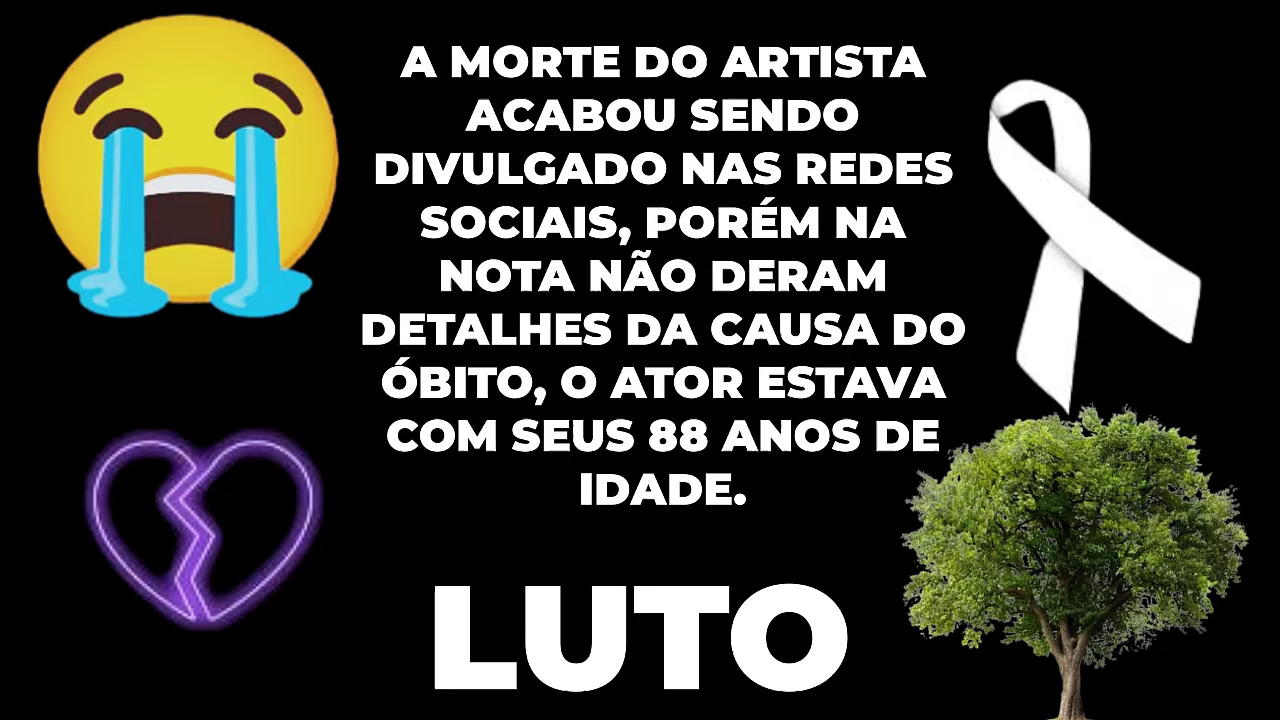 A MORTE DO ARTISTA
ACABOU SENDO
DIVULGADO NAS REDES
SOCIAIS, PORÉM NA
NOTA NÃO DERAM
DETALHES DA CAUSA DO
ÓBITO, O ATOR ESTAVA
COM SEUS 88 ANOS DE
IDADE.
LUTO